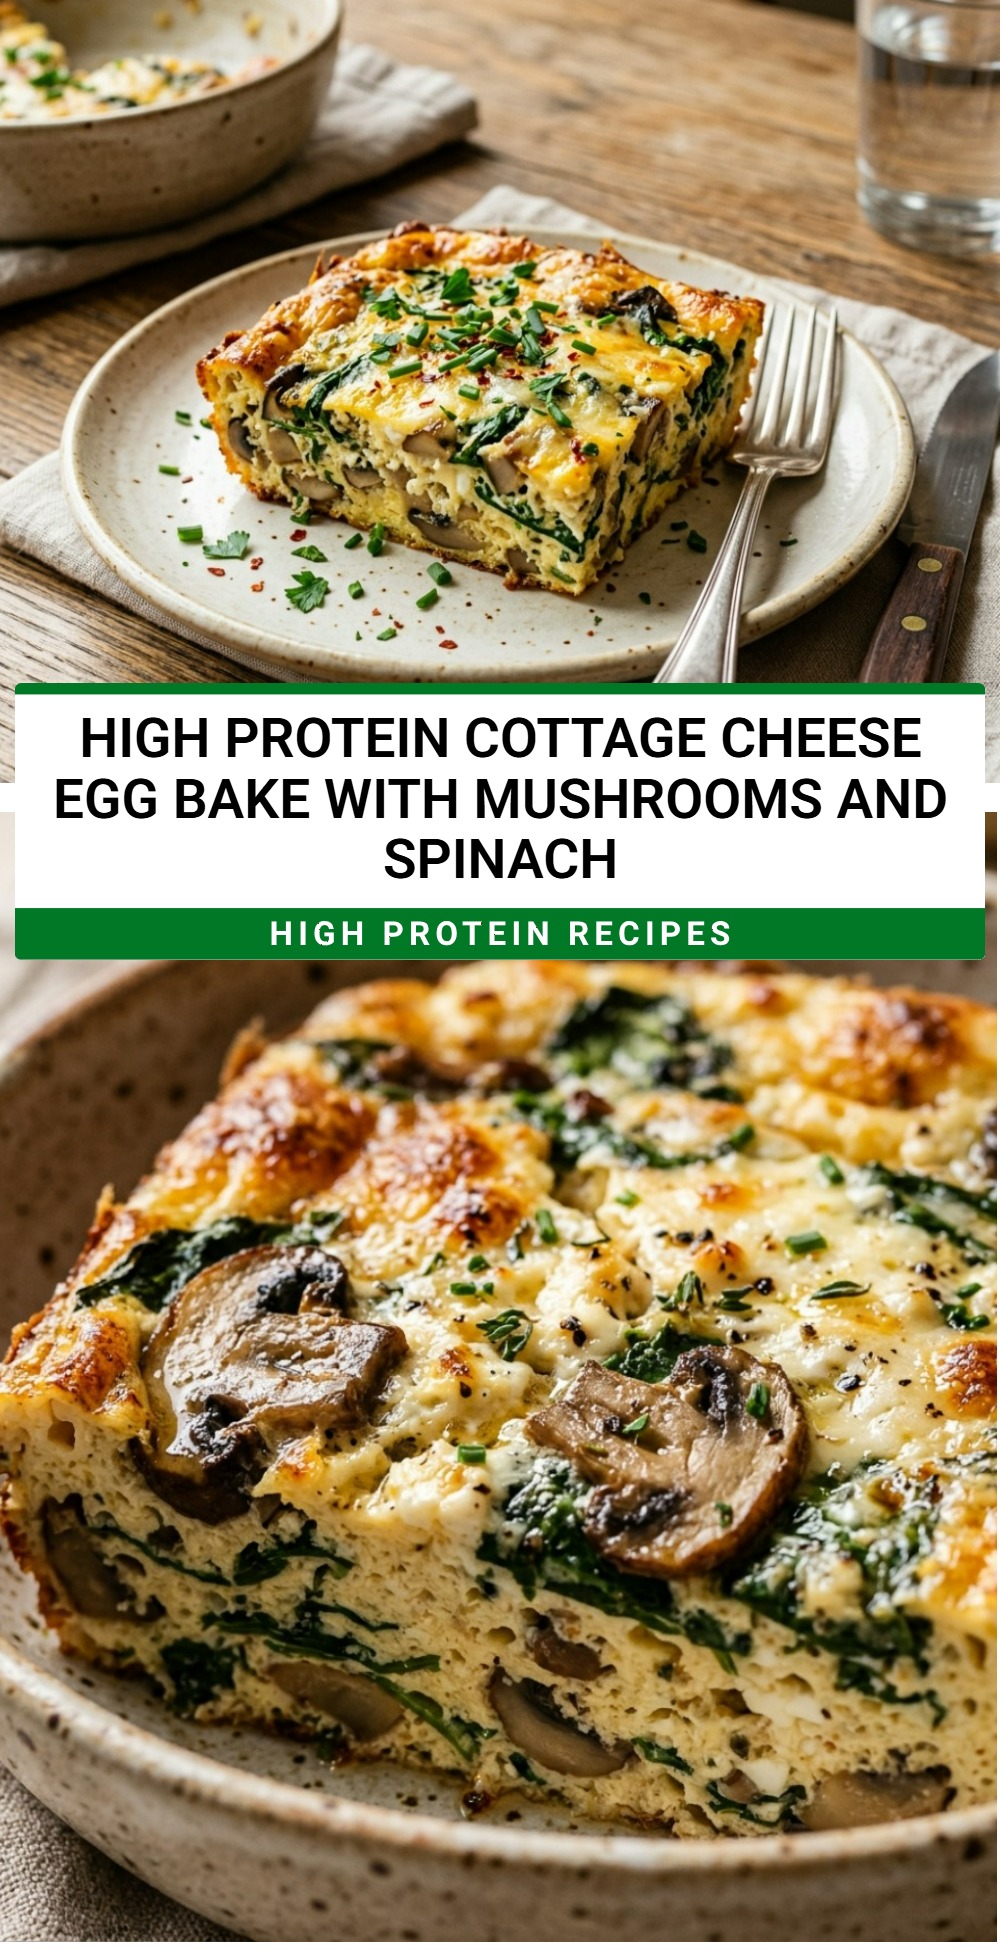 HIGH PROTEIN COTTAGE CHEESE
EGG BAKE WITH MUSHROOMS AND
SPINACH
HIGH PROTEIN RECIPES